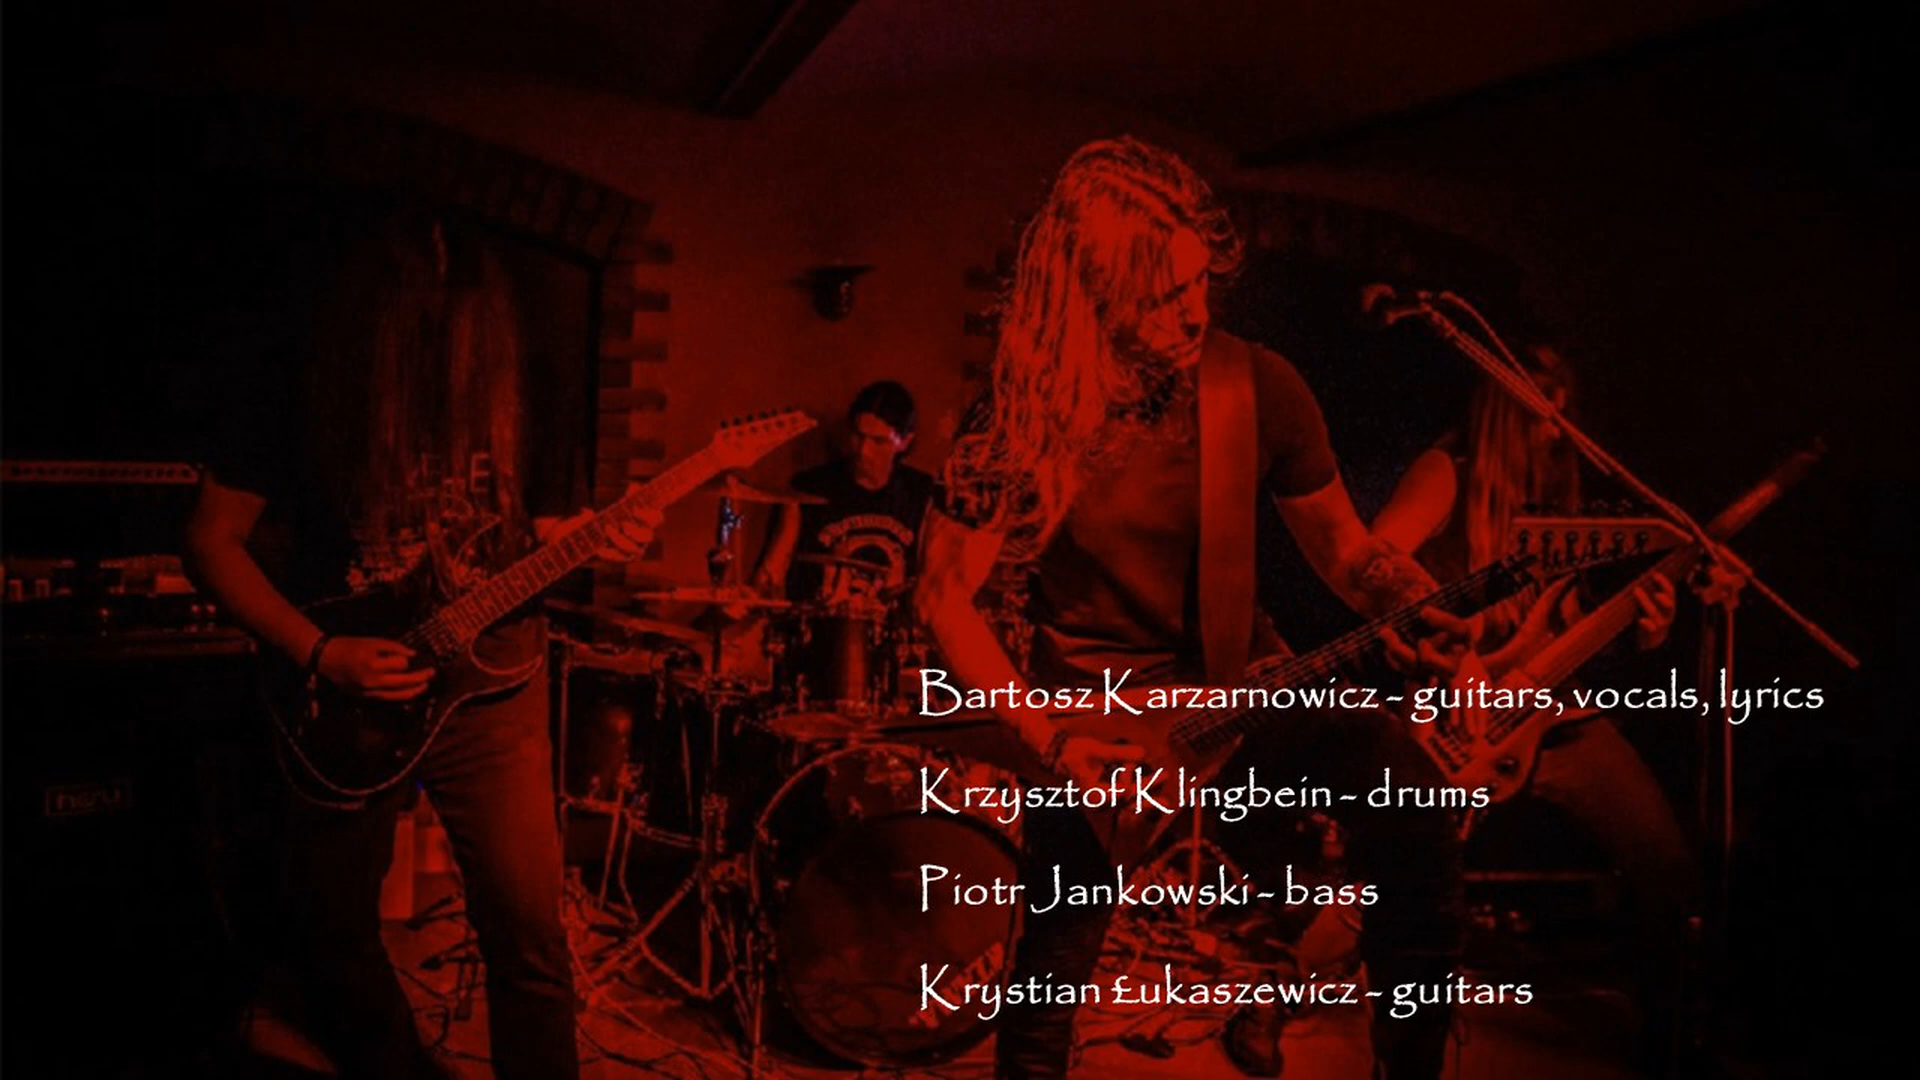 Bartosz Karzarnowicz - guitars, vocals, lyrics
Krzysztof Klingbein - drums
Piotr Jankowski - bass
Krystian Łukaszewicz - guitars